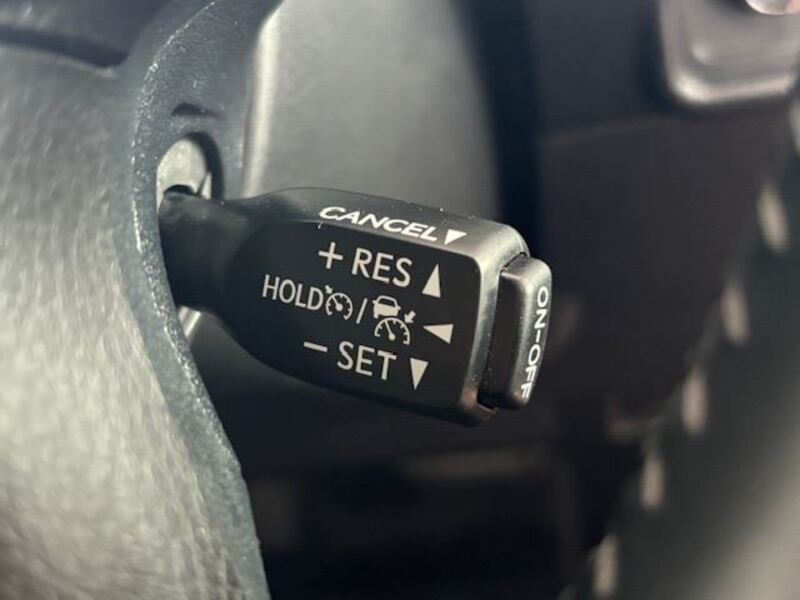 CANCEL▼
+ RES ▲
HOLD / ◀
− SET ▼
ON-OFF